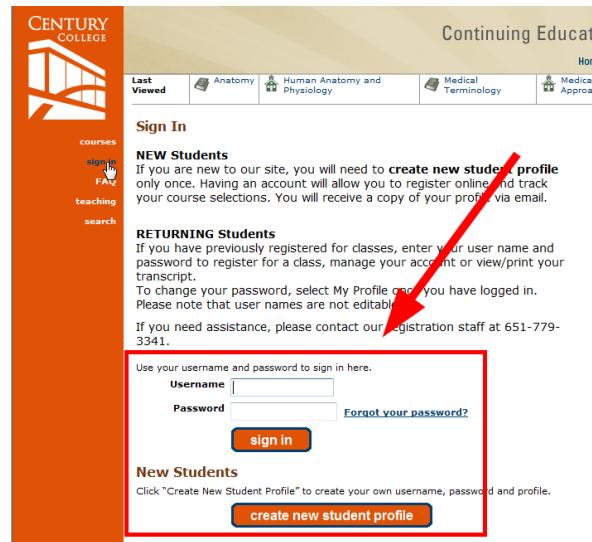 CENTURY
COLLEGE
Continuing Educat
Hor
Last
Viewed
Anatomy
Human Anatomy and
Physiology
Medical
Terminology
Medica
Approa
courses
sign in
FAQ
teaching
search
Sign In
NEW Students
If you are new to our site, you will need to create new student profile
only once. Having an account will allow you to register online and track
your course selections. You will receive a copy of your profile via email.
RETURNING Students
If you have previously registered for classes, enter your user name and
password to register for a class, manage your account or view/print your
transcript.
To change your password, select My Profile once you have logged in.
Please note that user names are not editable.
If you need assistance, please contact our registration staff at 651-779-
3341.
Use your username and password to sign in here.
Username
Password
Forgot your password?
sign in
New Students
Click "Create New Student Profile" to create your own username, password and profile.
create new student profile